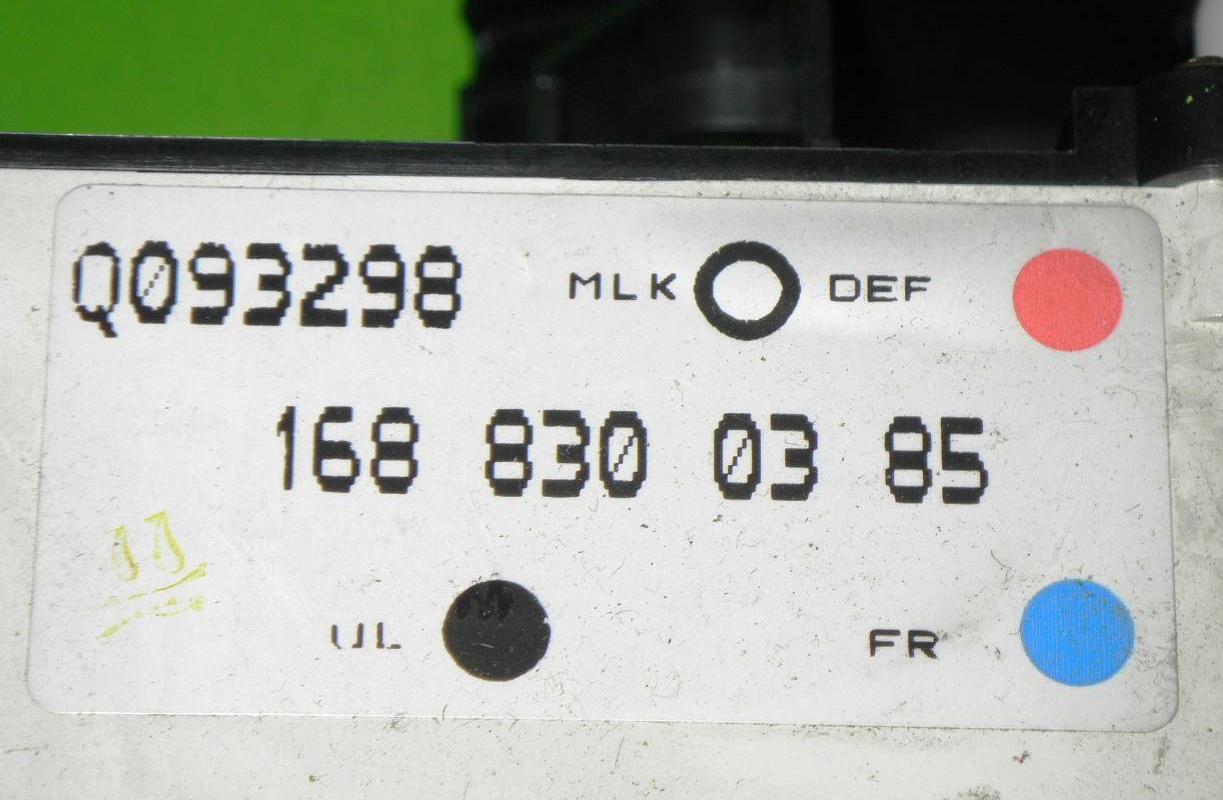 Q093298 MLK DEF
168 830 03 85
UL FR